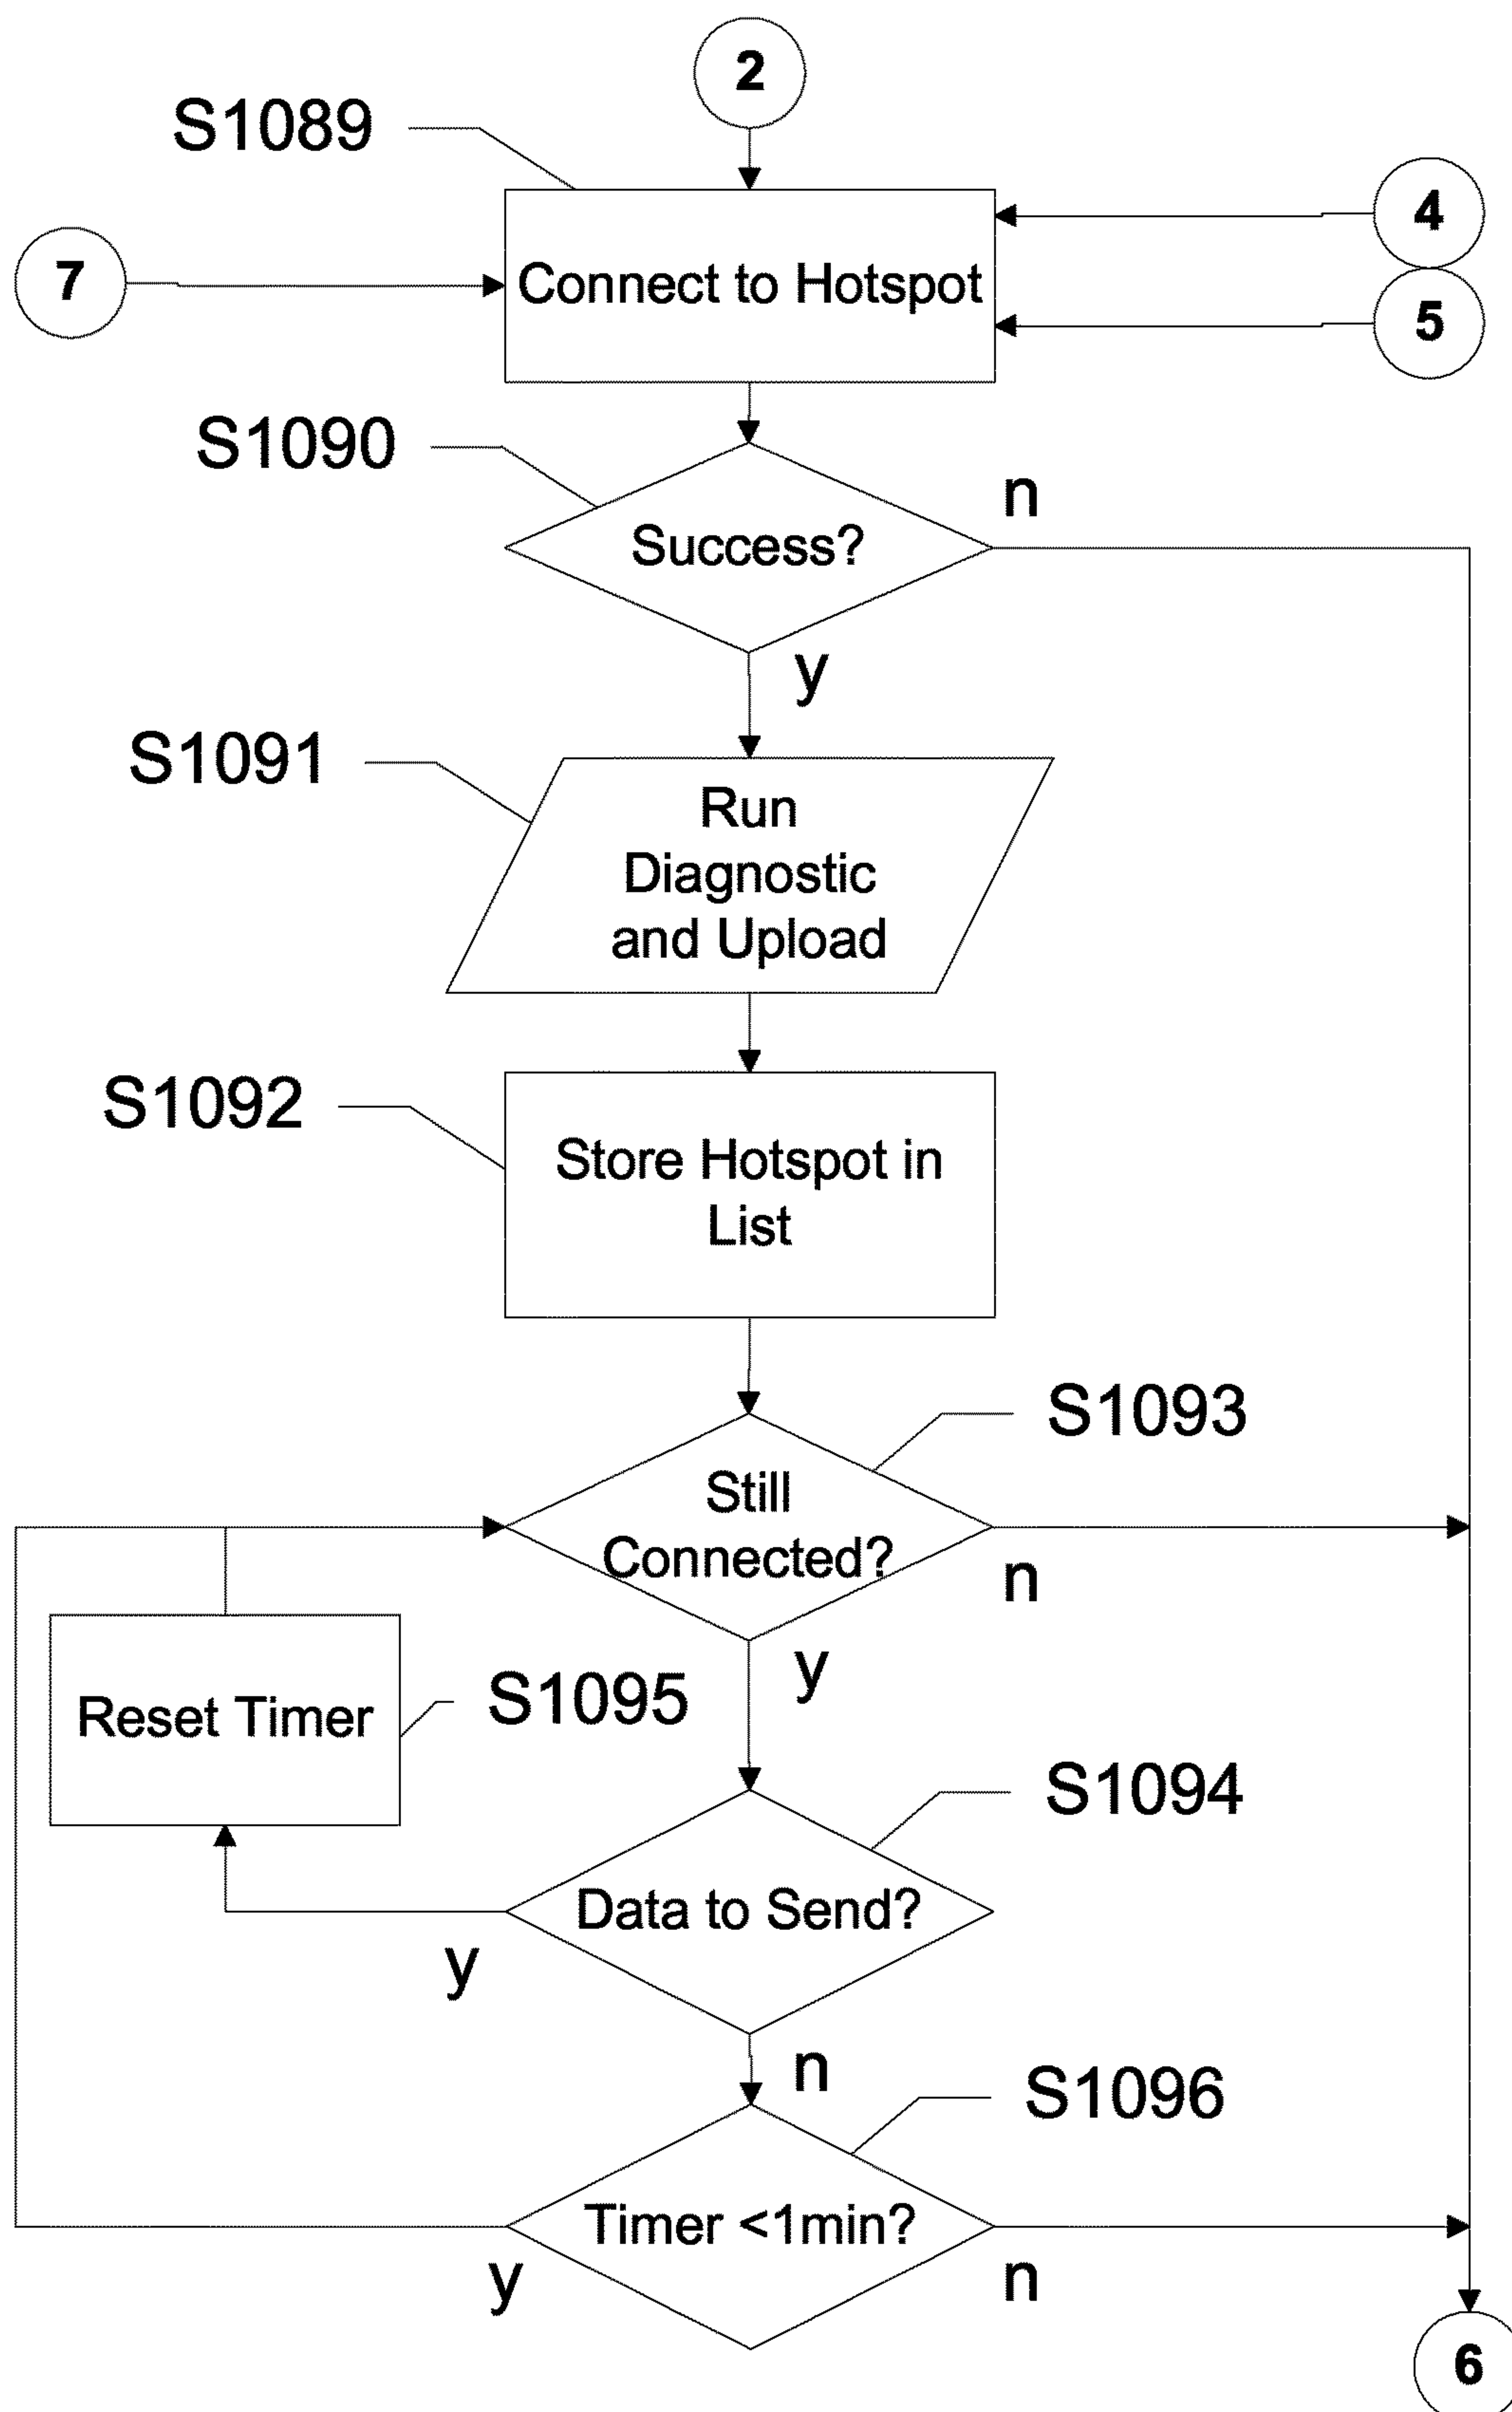 2
S1089
4
7
Connect to Hotspot
5
S1090
n
Success?
y
S1091
Run
Diagnostic
and Upload
S1092
Store Hotspot in
List
S1093
Still
Connected?
n
y
Reset Timer
S1095
S1094
Data to Send?
y
n
S1096
Timer <1min?
y
n
6